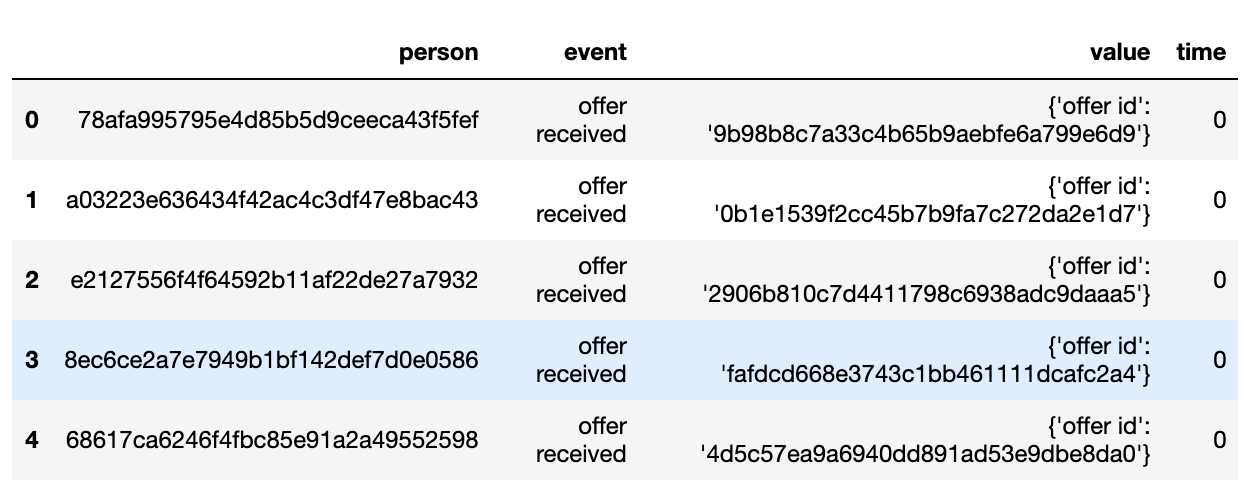 person event value time
0 78afa995795e4d85b5d9ceeca43f5fef offer received {'offer id': '9b98b8c7a33c4b65b9aebfe6a799e6d9'} 0
1 a03223e636434f42ac4c3df47e8bac43 offer received {'offer id': '0b1e1539f2cc45b7b9fa7c272da2e1d7'} 0
2 e2127556f4f64592b11af22de27a7932 offer received {'offer id': '2906b810c7d4411798c6938adc9daaa5'} 0
3 8ec6ce2a7e7949b1bf142def7d0e0586 offer received {'offer id': 'fafdcd668e3743c1bb461111dcafc2a4'} 0
4 68617ca6246f4fbc85e91a2a49552598 offer received {'offer id': '4d5c57ea9a6940dd891ad53e9dbe8da0'} 0